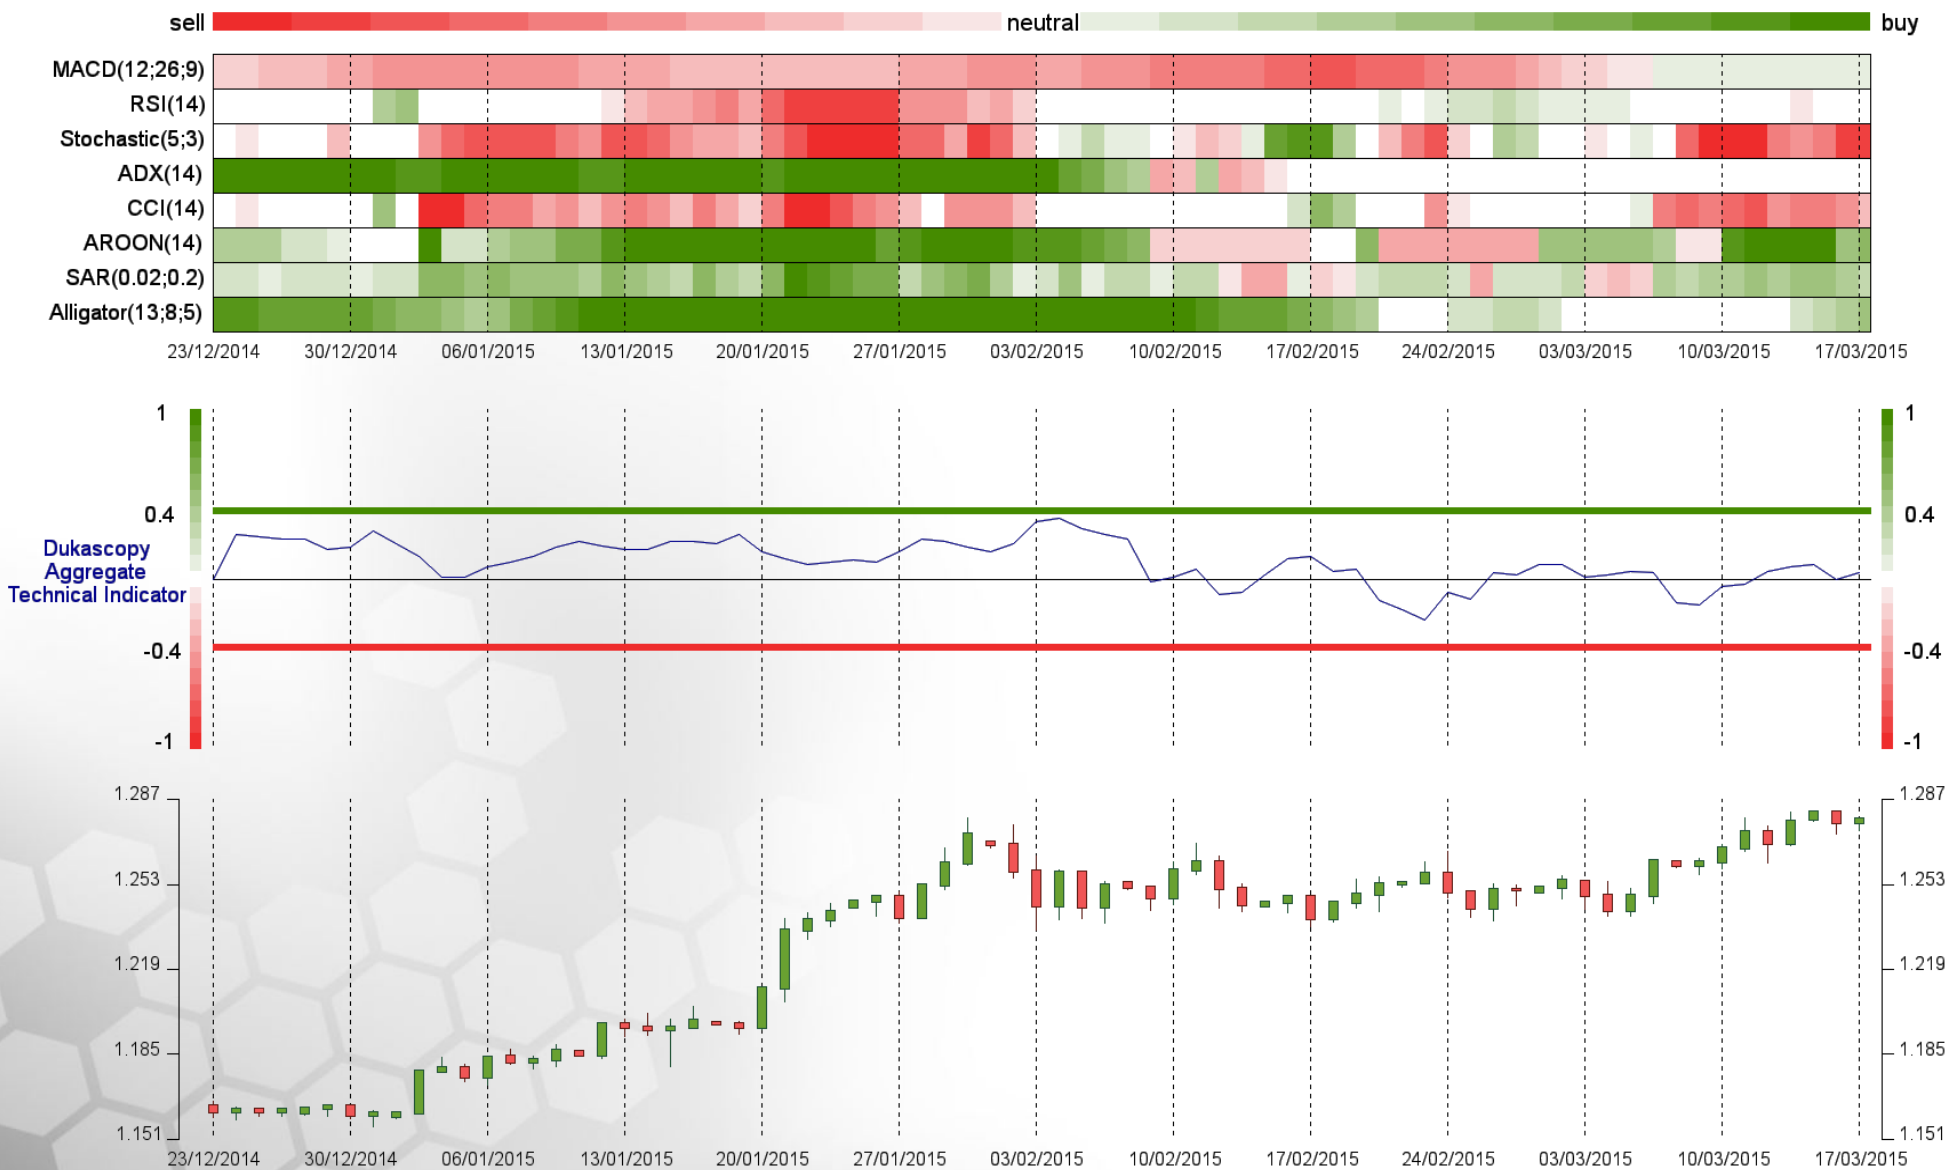 sell neutral buy
MACD(12;26;9)
RSI(14)
Stochastic(5;3)
ADX(14)
CCI(14)
AROON(14)
SAR(0.02;0.2)
Alligator(13;8;5)
23/12/2014 30/12/2014 06/01/2015 13/01/2015 20/01/2015 27/01/2015 03/02/2015 10/02/2015 17/02/2015 24/02/2015 03/03/2015 10/03/2015 17/03/2015
1 1
0.4 0.4
Dukascopy
Aggregate
Technical Indicator
-0.4 -0.4
-1 -1
1.287 1.287
1.253 1.253
1.219 1.219
1.185 1.185
1.151 1.151
23/12/2014 30/12/2014 06/01/2015 13/01/2015 20/01/2015 27/01/2015 03/02/2015 10/02/2015 17/02/2015 24/02/2015 03/03/2015 10/03/2015 17/03/2015